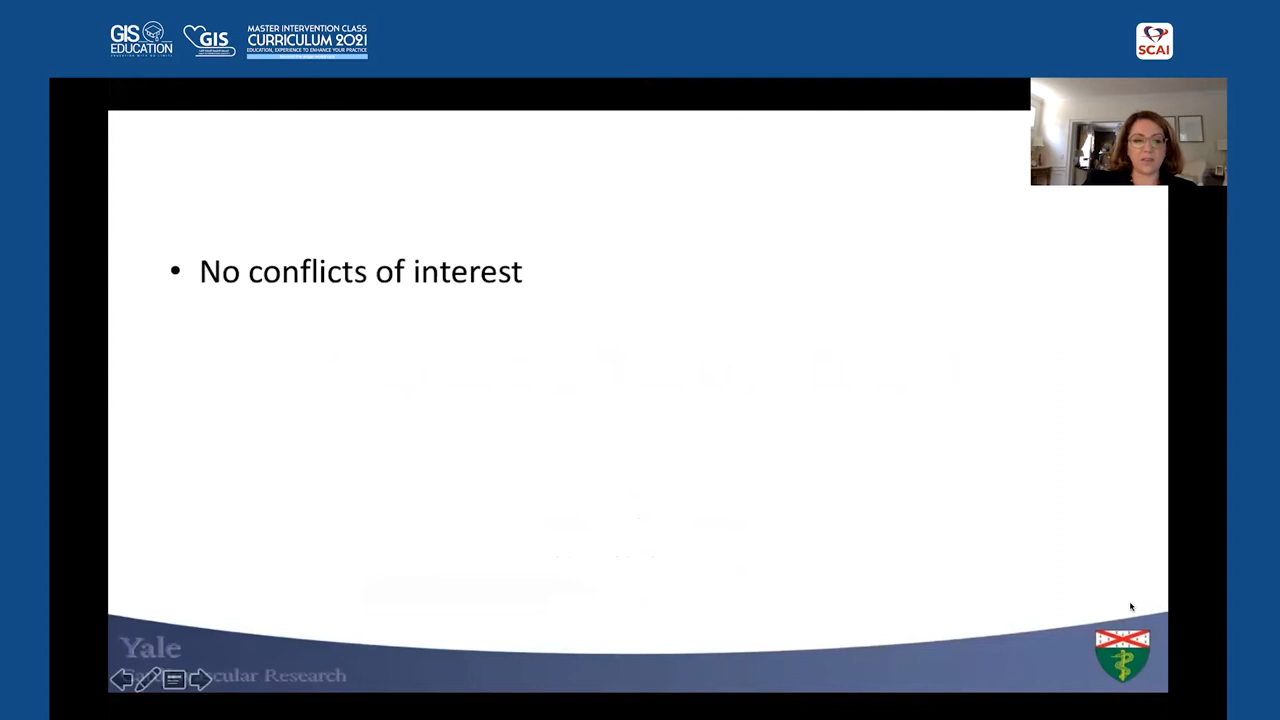 GIS
EDUCATION
GIS
MASTER INTERVENTION CLASS
CURRICULUM 2021
EDUCATION, EXPERIENCE TO ENHANCE YOUR PRACTICE
SCAI
• No conflicts of interest
Yale
Research